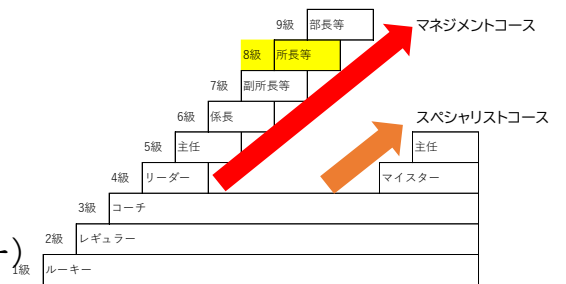 9級 部長等 マネジメントコース
8級 所長等
7級 副所長等
6級 係長 スペシャリストコース
5級 主任 主任
4級 リーダー マイスター
3級 コーチ
2級 レギュラー
ー)
1級 ルーキー